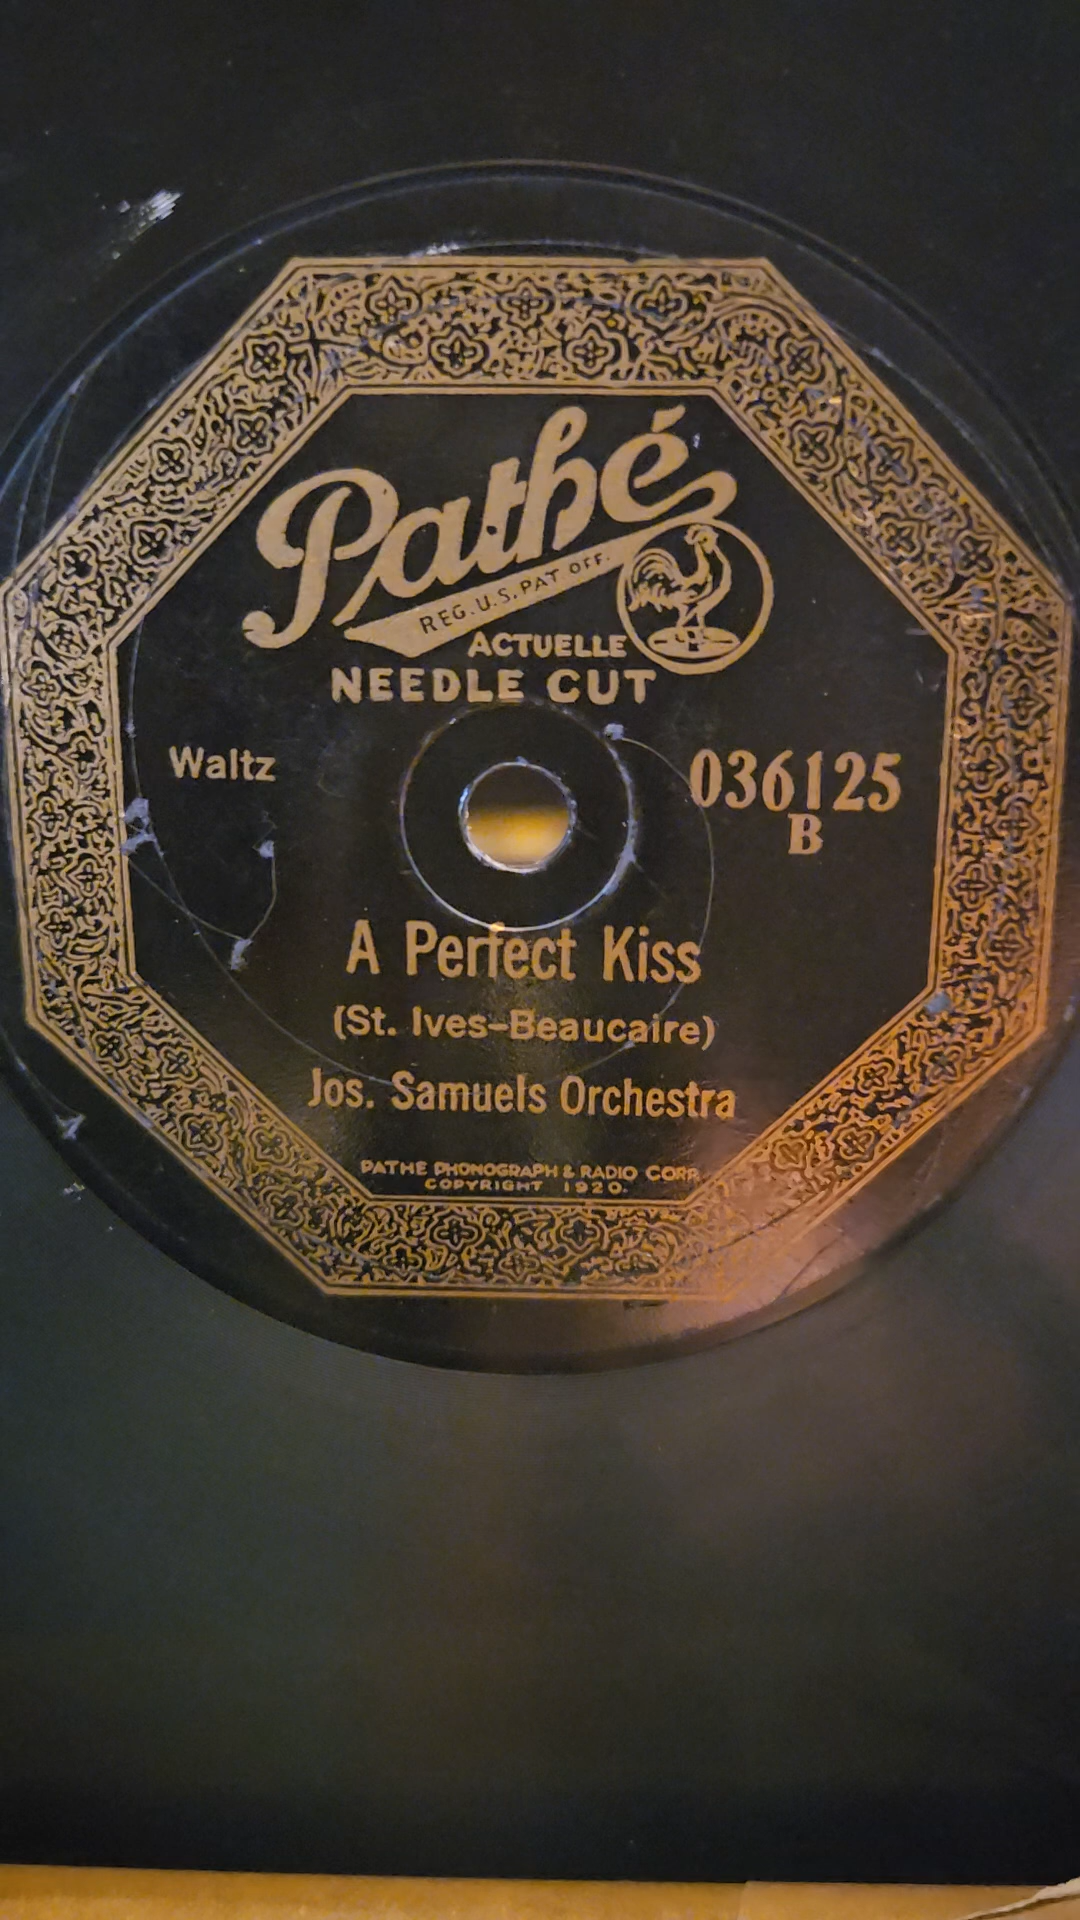 Pathé
REG. U.S. PAT. OFF.
ACTUELLE
NEEDLE CUT
Waltz
036125
B
A Perfect Kiss
(St. Ives-Beaucaire)
Jos. Samuels Orchestra
PATHE PHONOGRAPH & RADIO CORP.
COPYRIGHT 1920.